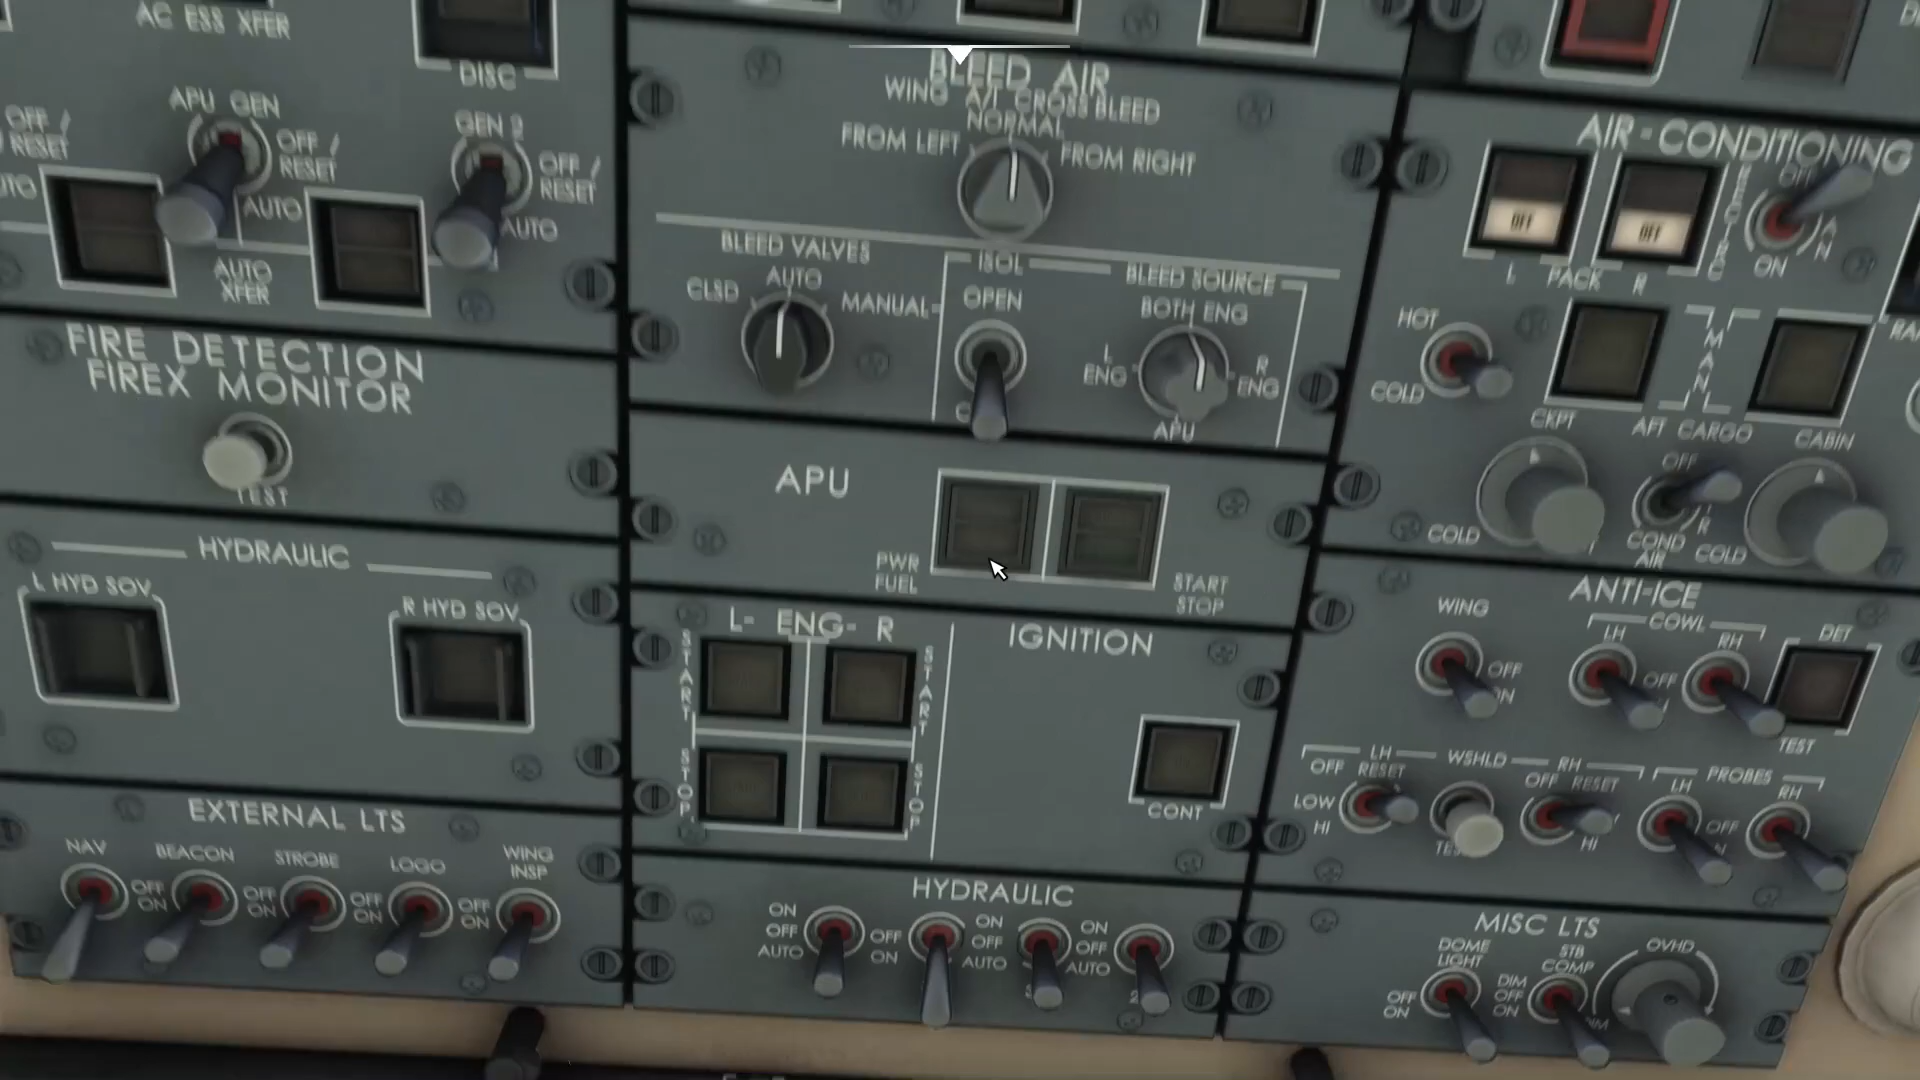 AC ESS XFER
DISC
APU GEN
OFF /
RESET
OFF /
RESET
GEN 2
OFF /
RESET
AUTO
AUTO
AUTO
XFER
FIRE DETECTION
FIREX MONITOR
TEST
HYDRAULIC
L HYD SOV
R HYD SOV
EXTERNAL LTS
NAV
BEACON
STROBE
LOGO
WING
INSP
OFF
ON
OFF
ON
OFF
ON
OFF
ON
BLEED AIR
WING A/I CROSS BLEED
NORMAL
FROM LEFT
FROM RIGHT
BLEED VALVES
AUTO
CLSD
MANUAL
ISOL
OPEN
BLEED SOURCE
BOTH ENG
L
ENG
R
ENG
APU
APU
PWR
FUEL
START
STOP
L- ENG- R
START
START
STOP
STOP
IGNITION
CONT
HYDRAULIC
ON
OFF
AUTO
OFF
ON
ON
OFF
AUTO
ON
OFF
AUTO
AIR-CONDITIONING
OFF
OFF
L PACK R
OFF
ON
HOT
COLD
MAN
CKPT
AFT CARGO
CABIN
OFF
COLD
COND
AIR
COLD
ANTI-ICE
WING
COWL
LH
RH
DET
OFF
ON
OFF
TEST
LH
WSHLD
RH
OFF RESET
LOW
HI
OFF RESET
HI
PROBES
LH
RH
OFF
MISC LTS
DOME
LIGHT
STB
COMP
OVHD
OFF
ON
DIM
OFF
ON